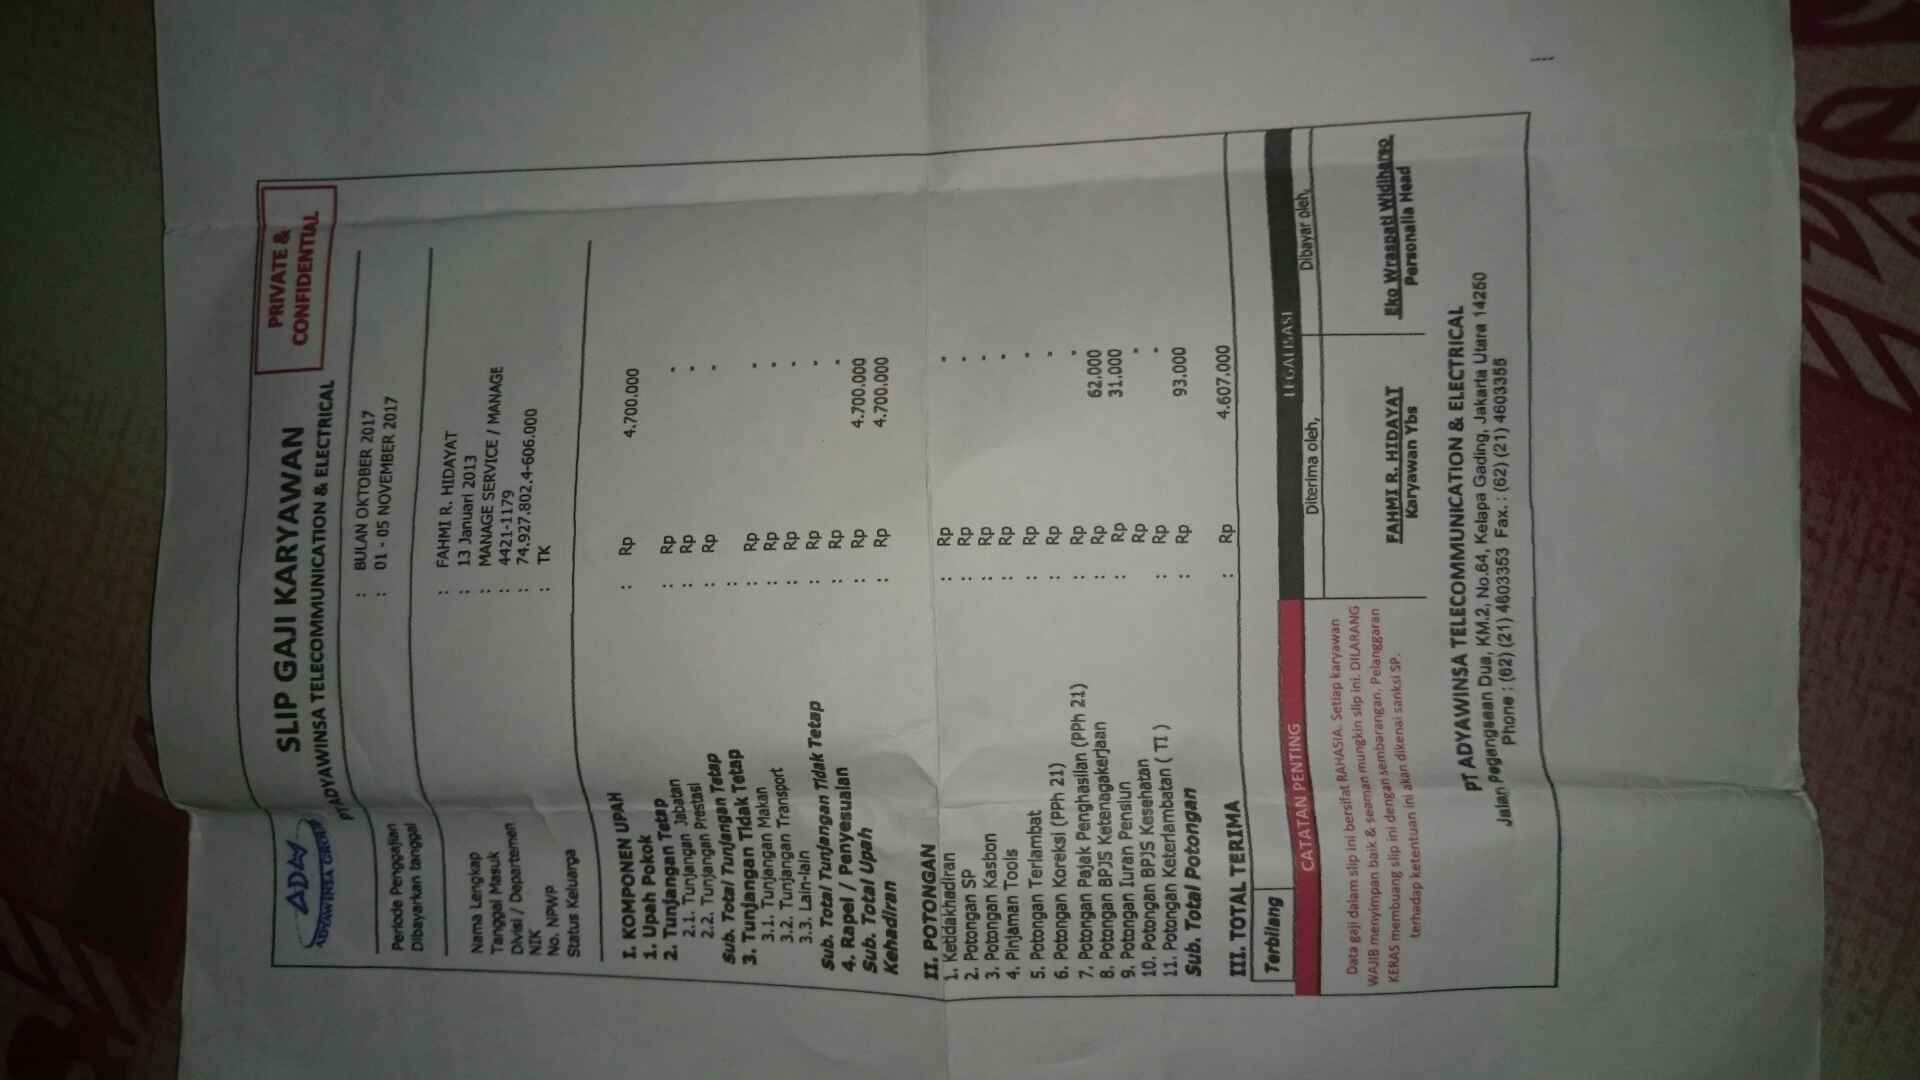 ADW
ADYAWINSA GROUP
SLIP GAJI KARYAWAN
PT ADYAWINSA TELECOMMUNICATION & ELECTRICAL
PRIVATE &
CONFIDENTIAL
Periode Penggajian : BULAN OKTOBER 2017
Dibayarkan tanggal : 01 - 05 NOVEMBER 2017
Nama Lengkap : FAHMI R. HIDAYAT
Tanggal Masuk : 13 Januari 2013
Divisi / Departemen : MANAGE SERVICE / MANAGE
NIK : 4421-1179
No. NPWP : 74.927.802.4-606.000
Status Keluarga : TK
I. KOMPONEN UPAH
1. Upah Pokok : Rp 4.700.000
2. Tunjangan Tetap
2.1. Tunjangan Jabatan : Rp -
2.2. Tunjangan Prestasi : Rp -
Sub. Total Tunjangan Tetap : Rp -
3. Tunjangan Tidak Tetap :
3.1. Tunjangan Makan : Rp -
3.2. Tunjangan Transport : Rp -
3.3. Lain-lain : Rp -
Sub. Total Tunjangan Tidak Tetap : Rp -
4. Rapel / Penyesuaian : Rp -
Sub. Total Upah : Rp 4.700.000
Kehadiran : Rp 4.700.000
II. POTONGAN
1. Ketidakhadiran : Rp -
2. Potongan SP : Rp -
3. Potongan Kasbon : Rp -
4. Pinjaman Tools : Rp -
5. Potongan Terlambat : Rp -
6. Potongan Koreksi (PPh 21) : Rp -
7. Potongan Pajak Penghasilan (PPh 21) : Rp -
8. Potongan BPJS Ketenagakerjaan : Rp 62.000
9. Potongan Iuran Pensiun : Rp 31.000
10. Potongan BPJS Kesehatan Rp -
11. Potongan Keterlambatan ( TI ) : Rp -
Sub. Total Potongan : Rp 93.000
III. TOTAL TERIMA : Rp 4.607.000
Terbilang
CATATAN PENTING
LEGALISASI
Data gaji dalam slip ini bersifat RAHASIA. Setiap karyawan
WAJIB menyimpan baik & seaman mungkin slip ini. DILARANG
KERAS membuang slip ini dengan sembarangan. Pelanggaran
terhadap ketentuan ini akan dikenai sanksi SP.
Diterima oleh,
Dibayar oleh,
FAHMI R. HIDAYAT
Karyawan Ybs
Eko Wraspati Widiharso
Personalia Head
PT ADYAWINSA TELECOMMUNICATION & ELECTRICAL
Jalan Pegangsaan Dua, KM.2, No.64, Kelapa Gading, Jakarta Utara 14250
Phone : (62) (21) 4603353 Fax. : (62) (21) 4603355